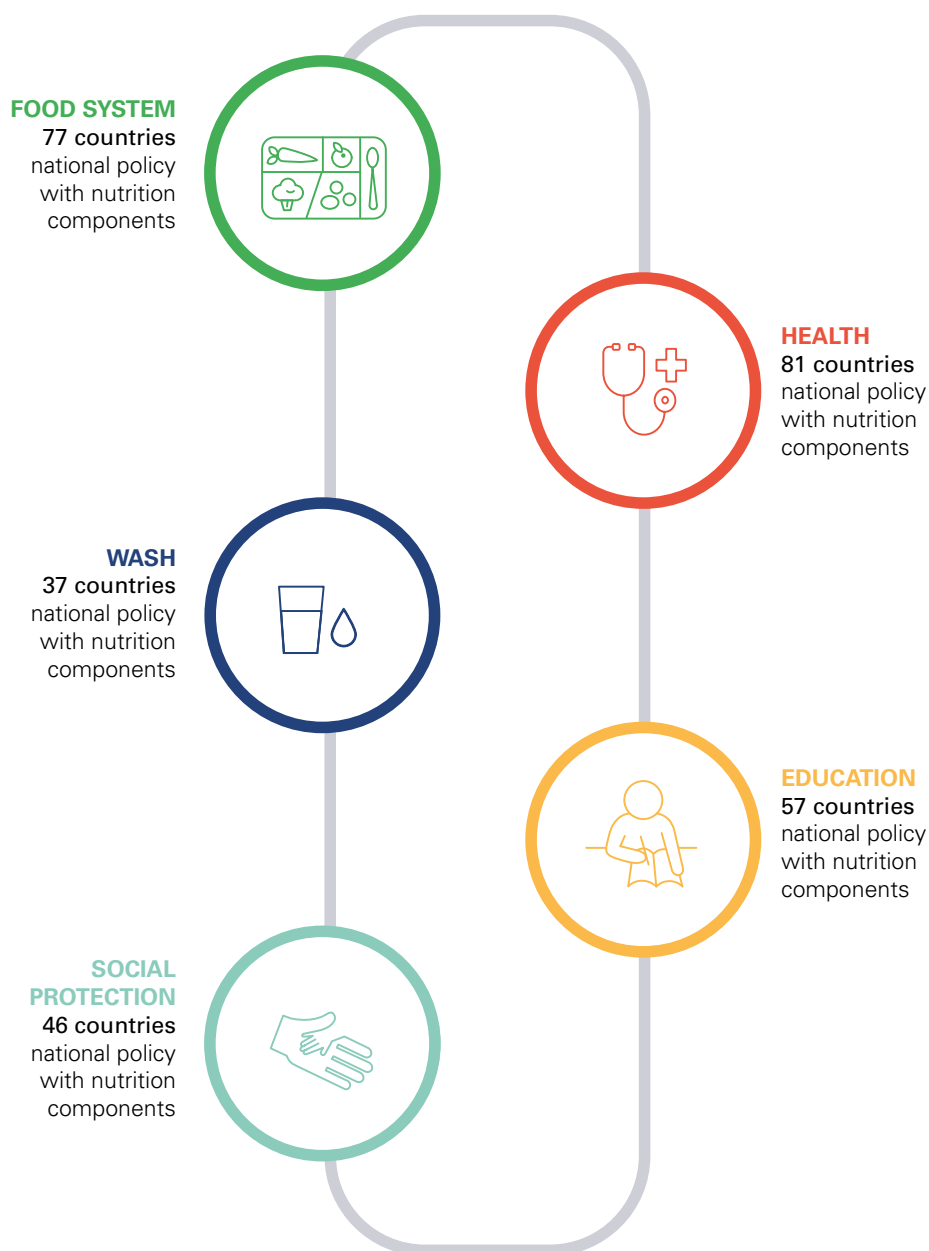 FOOD SYSTEM
77 countries
national policy
with nutrition
components
HEALTH
81 countries
national policy
with nutrition
components
WASH
37 countries
national policy
with nutrition
components
EDUCATION
57 countries
national policy
with nutrition
components
SOCIAL
PROTECTION
46 countries
national policy
with nutrition
components